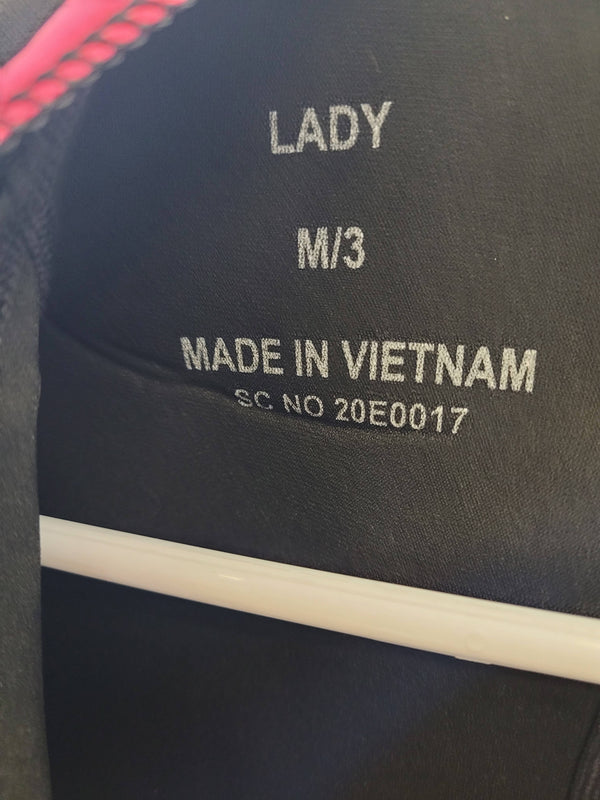 LADY
M/3
MADE IN VIETNAM
SC NO 20E0017